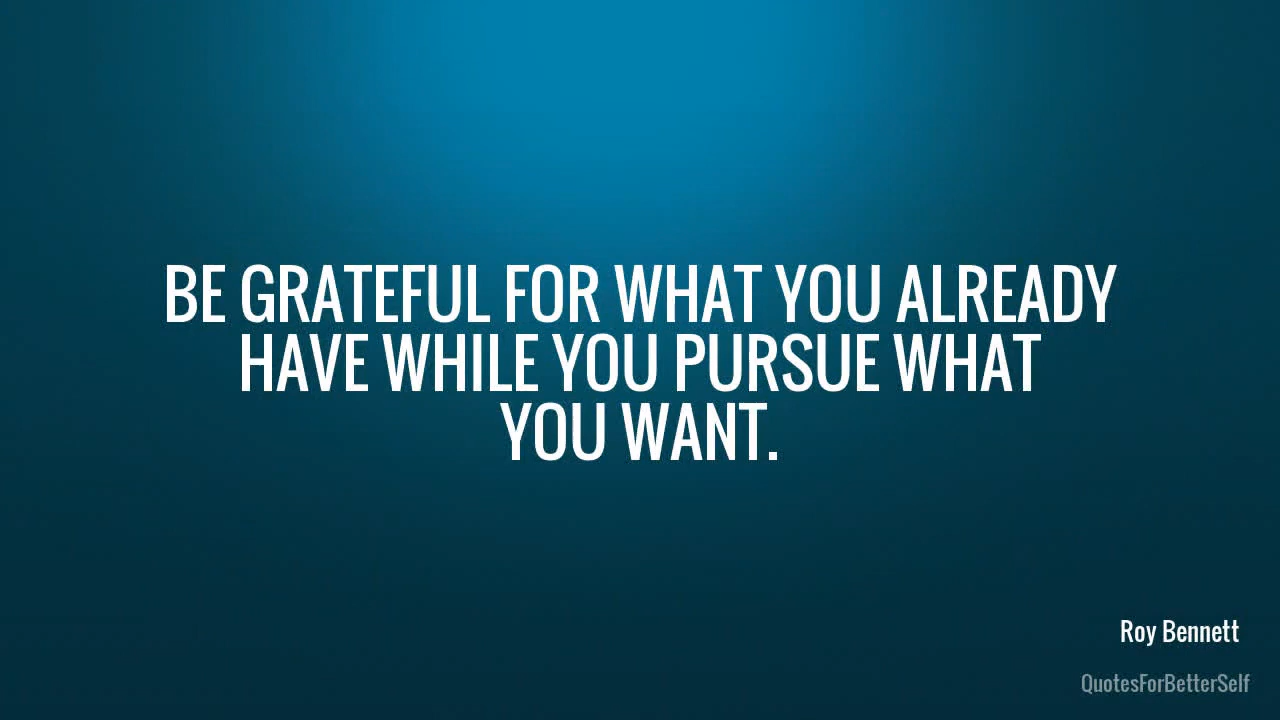 BE GRATEFUL FOR WHAT YOU ALREADY
HAVE WHILE YOU PURSUE WHAT
YOU WANT.
Roy Bennett
QuotesForBetterSelf